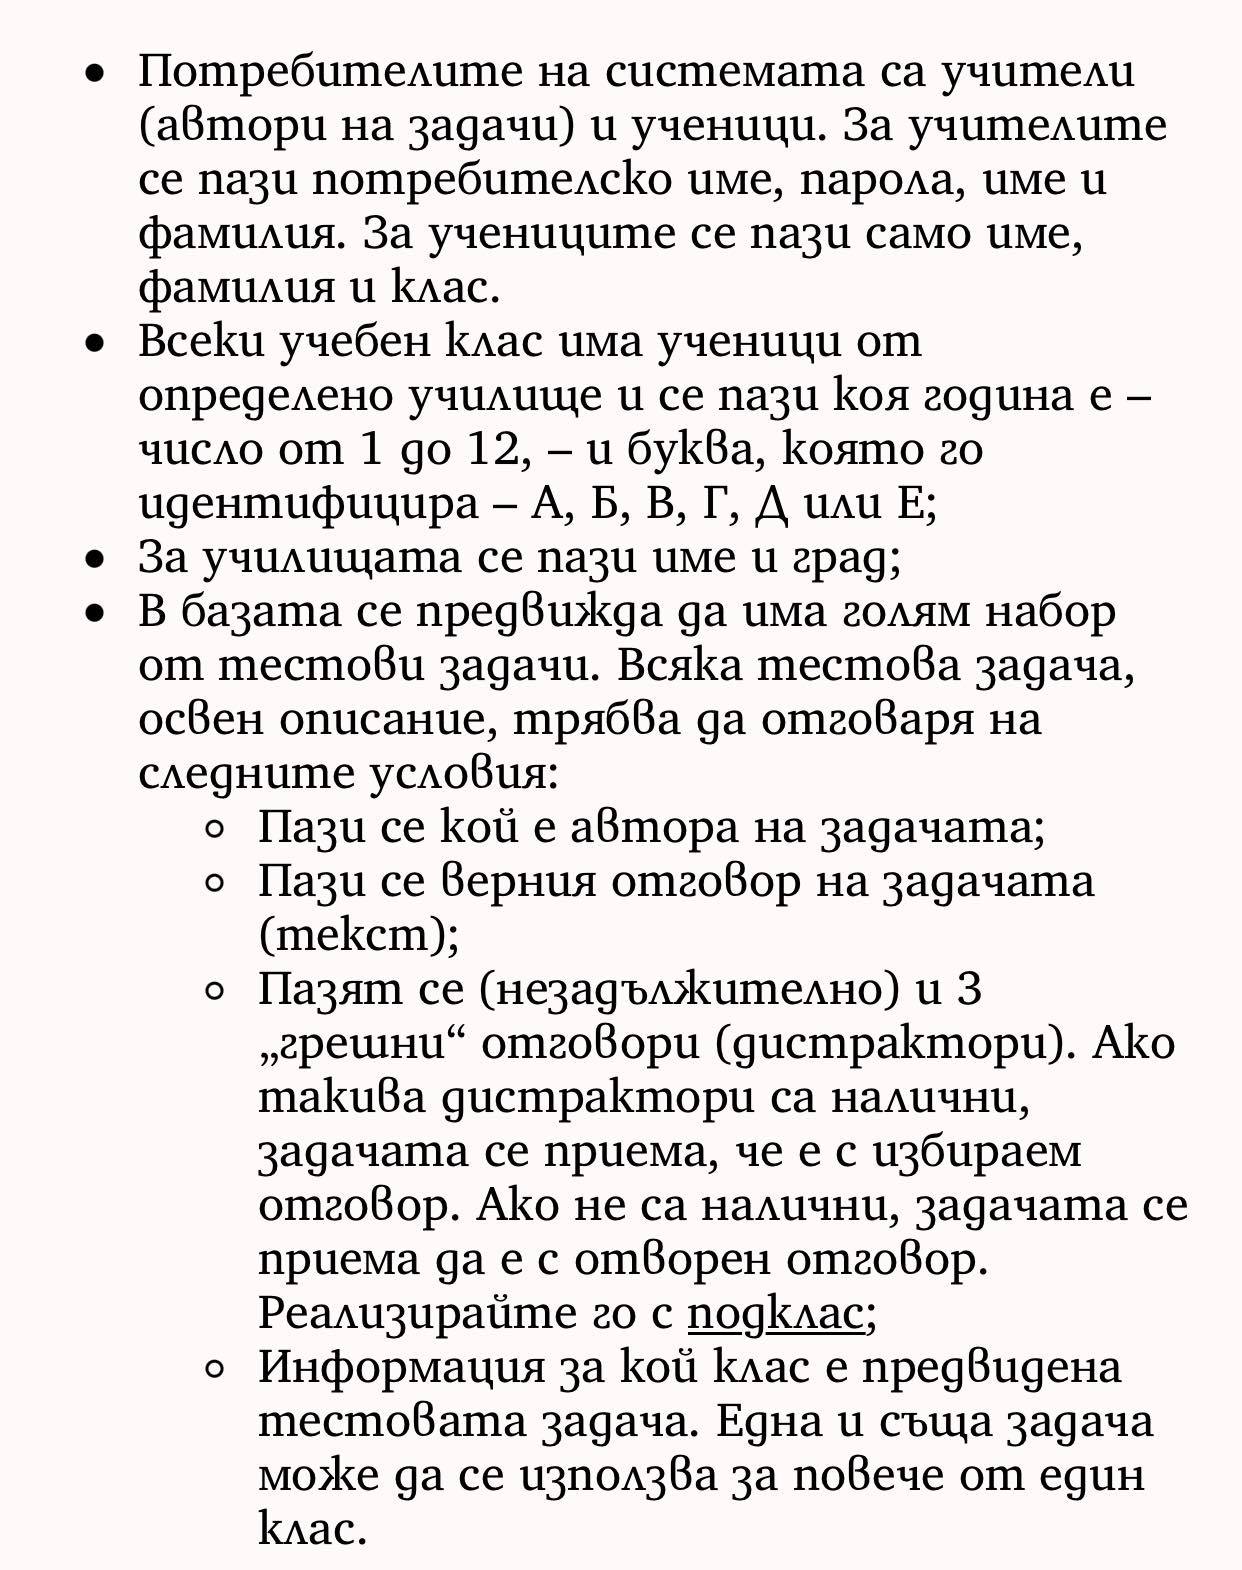 • Потребителите на системата са учители
(автори на задачи) и ученици. За учителите
се пази потребителско име, парола, име и
фамилия. За учениците се пази само име,
фамилия и клас.
• Всеки учебен клас има ученици от
определено училище и се пази коя година е –
число от 1 до 12, – и буква, която го
идентифицира – А, Б, В, Г, Д или Е;
• За училищата се пази име и град;
• В базата се предвижда да има голям набор
от тестови задачи. Всяка тестова задача,
освен описание, трябва да отговаря на
следните условия:
◦ Пази се кой е автора на задачата;
◦ Пази се верния отговор на задачата
(текст);
◦ Пазят се (незадължително) и 3
„грешни“ отговори (дистрактори). Ако
такива дистрактори са налични,
задачата се приема, че е с избираем
отговор. Ако не са налични, задачата се
приема да е с отворен отговор.
Реализирайте го с подклас;
◦ Информация за кой клас е предвидена
тестовата задача. Една и съща задача
може да се използва за повече от един
клас.